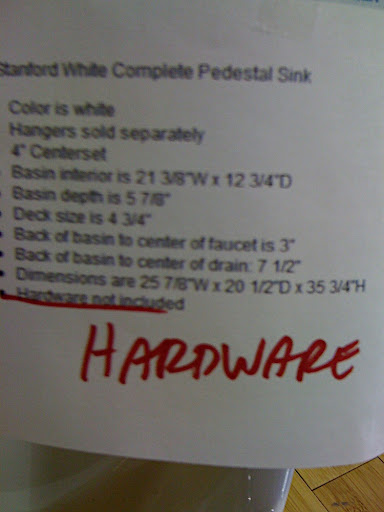 Stanford White Complete Pedestal Sink
Color is white
Hangers sold separately
4" Centerset
Basin interior is 21 3/8"W x 12 3/4"D
Basin depth is 5 7/8"
Deck size is 4 3/4"
Back of basin to center of faucet is 3"
Back of basin to center of drain: 7 1/2"
Dimensions are 25 7/8"W x 20 1/2"D x 35 3/4"H
Hardware not included
HARDWARE